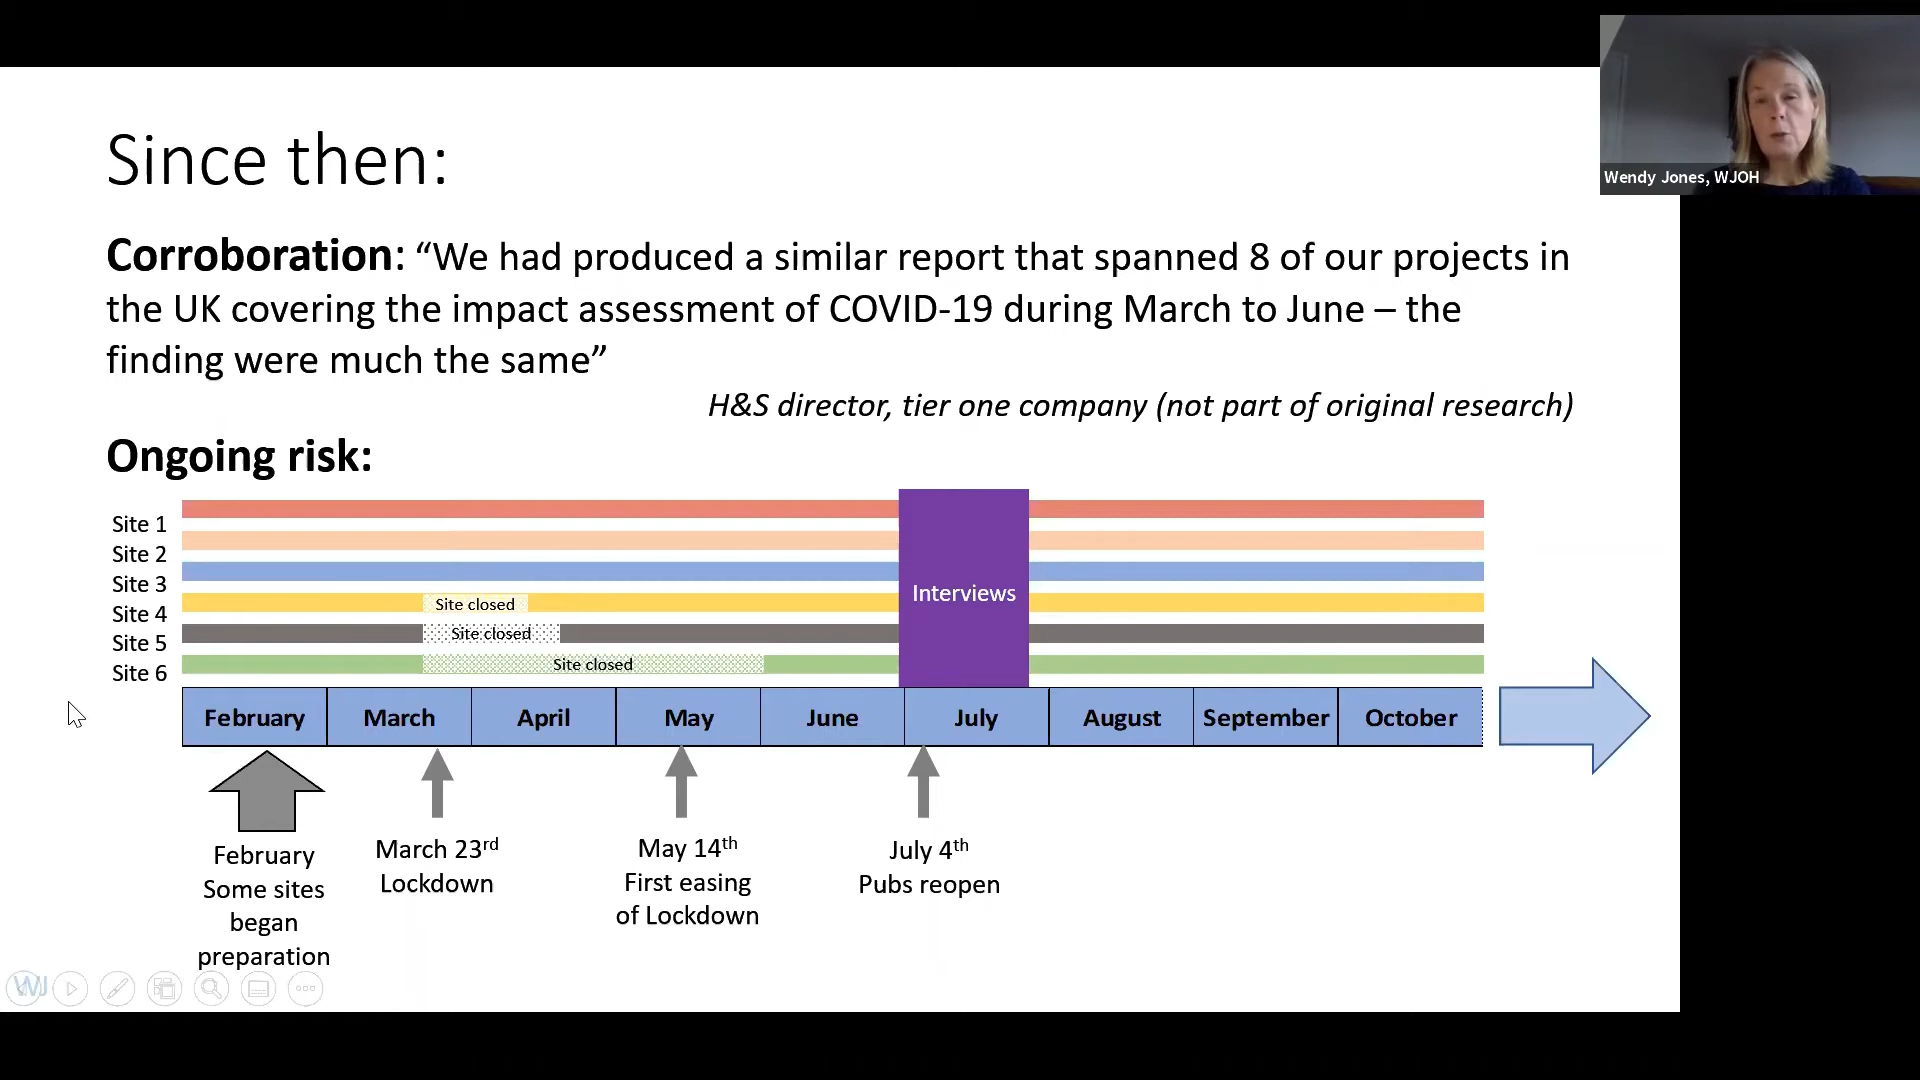 Wendy Jones, WJOH
Since then:
Corroboration: “We had produced a similar report that spanned 8 of our projects in
the UK covering the impact assessment of COVID-19 during March to June – the
finding were much the same”
H&S director, tier one company (not part of original research)
Ongoing risk:
Site 1
Site 2
Site 3
Site 4
Site 5
Site 6
Interviews
Site closed
Site closed
Site closed
February March April May June July August September October
February
Some sites
began
preparation
March 23rd
Lockdown
May 14th
First easing
of Lockdown
July 4th
Pubs reopen
WJ